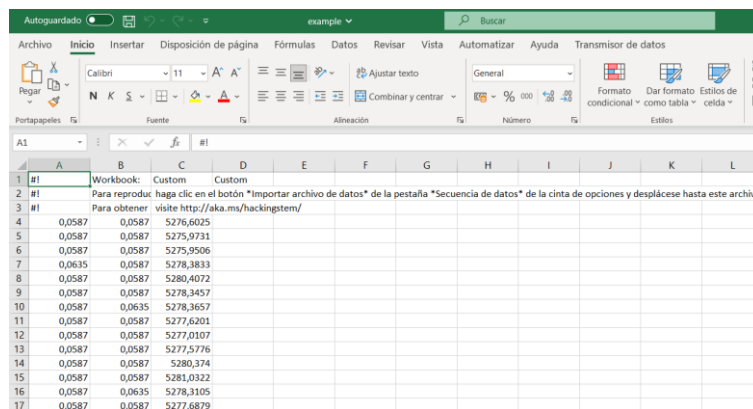 Autoguardado example Buscar
Archivo Inicio Insertar Disposición de página Fórmulas Datos Revisar Vista Automatizar Ayuda Transmisor de datos
Calibri 11 A A Ajustar texto General
Pegar N K S A Combinar y centrar % 000 Formato condicional Dar formato como tabla Estilos de celda
Portapapeles Fuente Alineación Número Estilos
A1 fx #!
A B C D E F G H I J K L
1 #! Workbook: Custom Custom
2 #! Para reproduc haga clic en el botón *Importar archivo de datos* de la pestaña *Secuencia de datos* de la cinta de opciones y desplácese hasta este archiv
3 #! Para obtener visite http://aka.ms/hackingstem/
4 0,0587 0,0587 5276,6025
5 0,0587 0,0587 5275,9731
6 0,0587 0,0587 5275,9506
7 0,0635 0,0587 5278,3833
8 0,0587 0,0587 5280,4072
9 0,0587 0,0587 5278,3457
10 0,0587 0,0635 5278,3657
11 0,0587 0,0587 5277,6201
12 0,0587 0,0587 5277,0107
13 0,0587 0,0587 5277,5776
14 0,0587 0,0587 5280,374
15 0,0587 0,0587 5281,0322
16 0,0587 0,0635 5278,3105
17 0,0587 0,0587 5277,6879